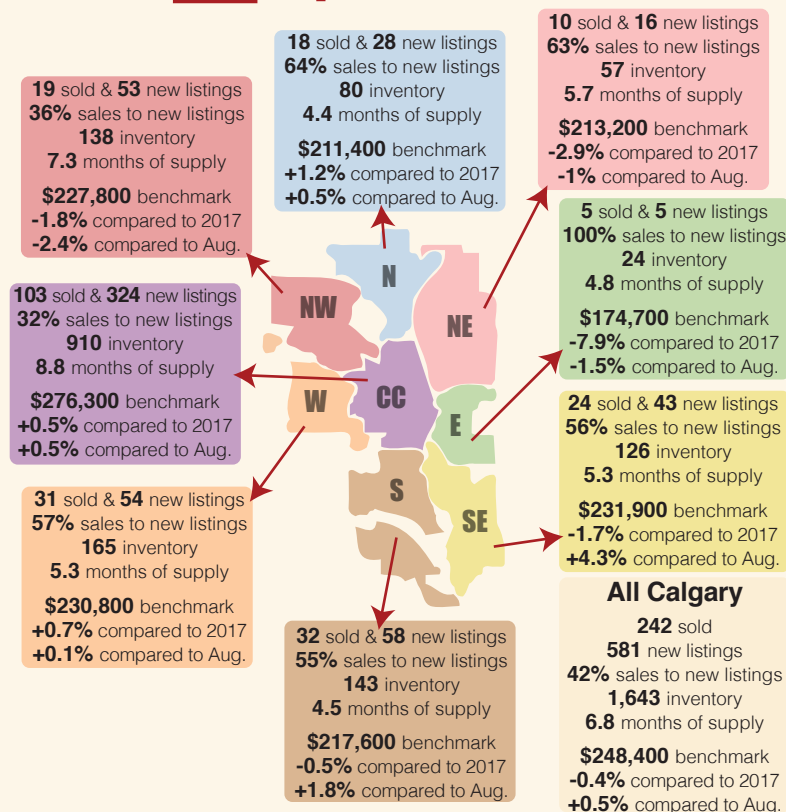 18 sold & 28 new listings
64% sales to new listings
80 inventory
4.4 months of supply
$211,400 benchmark
+1.2% compared to 2017
+0.5% compared to Aug.
10 sold & 16 new listings
63% sales to new listings
57 inventory
5.7 months of supply
$213,200 benchmark
-2.9% compared to 2017
-1% compared to Aug.
19 sold & 53 new listings
36% sales to new listings
138 inventory
7.3 months of supply
$227,800 benchmark
-1.8% compared to 2017
-2.4% compared to Aug.
5 sold & 5 new listings
100% sales to new listings
24 inventory
4.8 months of supply
$174,700 benchmark
-7.9% compared to 2017
-1.5% compared to Aug.
N
NW
NE
W
CC
E
S
SE
103 sold & 324 new listings
32% sales to new listings
910 inventory
8.8 months of supply
$276,300 benchmark
+0.5% compared to 2017
+0.5% compared to Aug.
24 sold & 43 new listings
56% sales to new listings
126 inventory
5.3 months of supply
$231,900 benchmark
-1.7% compared to 2017
+4.3% compared to Aug.
31 sold & 54 new listings
57% sales to new listings
165 inventory
5.3 months of supply
$230,800 benchmark
+0.7% compared to 2017
+0.1% compared to Aug.
32 sold & 58 new listings
55% sales to new listings
143 inventory
4.5 months of supply
$217,600 benchmark
-0.5% compared to 2017
+1.8% compared to Aug.
All Calgary
242 sold
581 new listings
42% sales to new listings
1,643 inventory
6.8 months of supply
$248,400 benchmark
-0.4% compared to 2017
+0.5% compared to Aug.